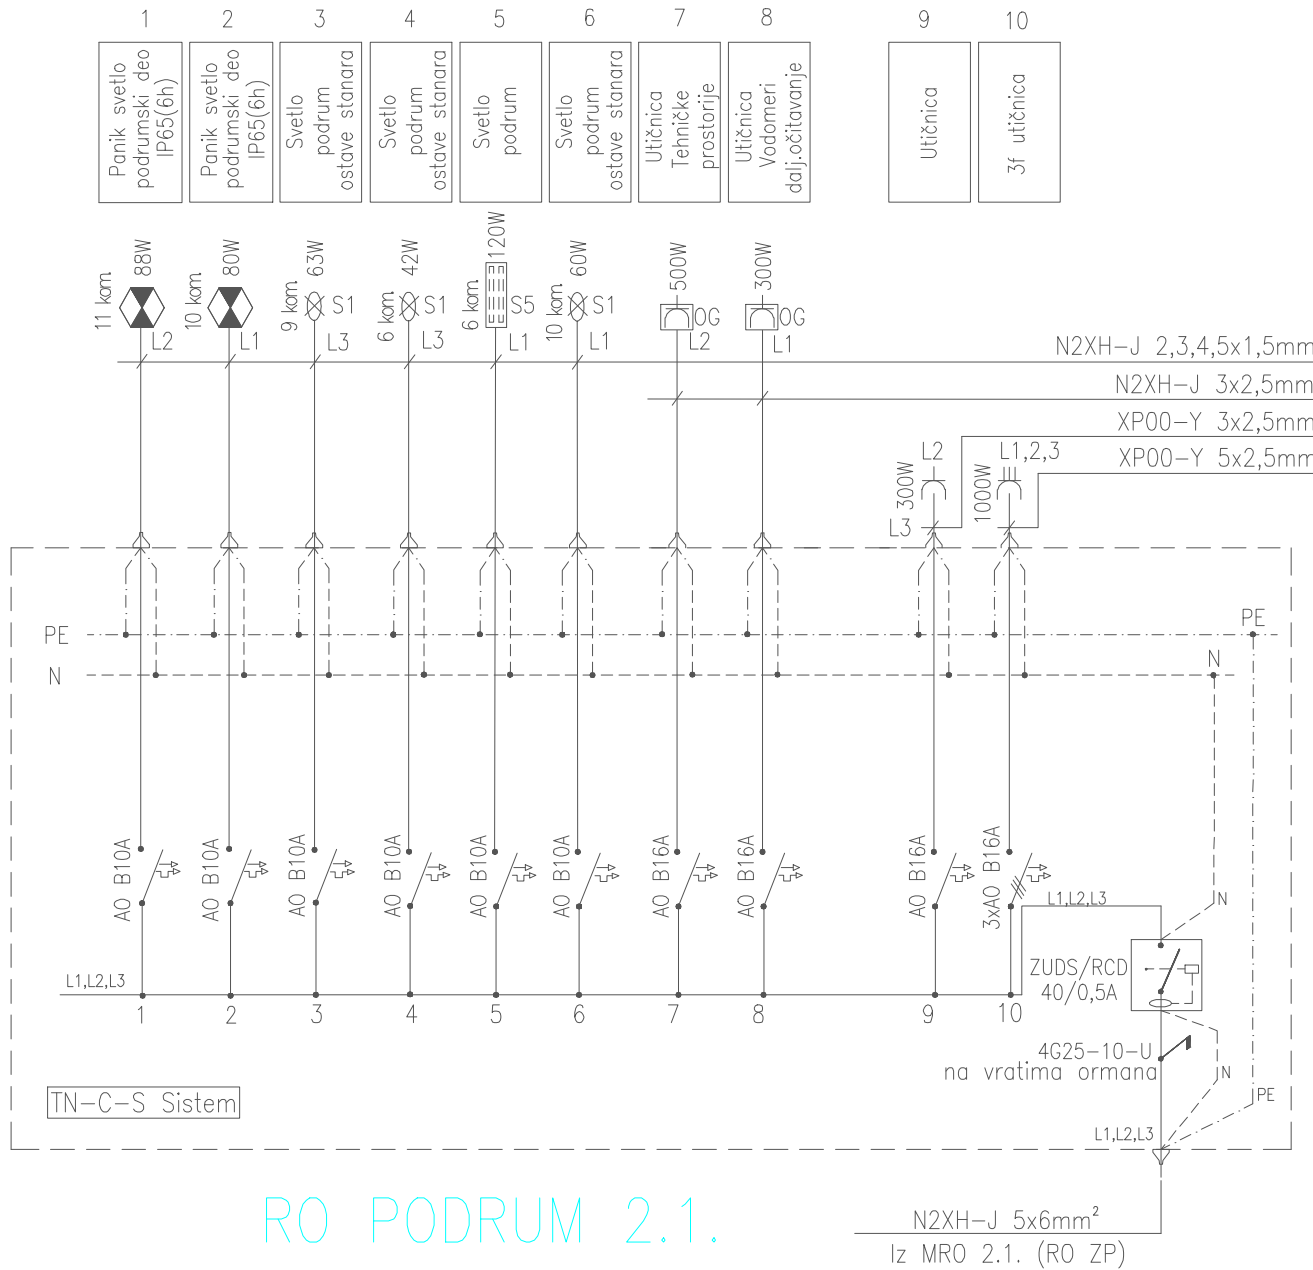 1 2 3 4 5 6 7 8 9 10
Panik svetlo
podrumski deo
IP65(6h)
Panik svetlo
podrumski deo
IP65(6h)
Svetlo
podrum
ostave stanara
Svetlo
podrum
ostave stanara
Svetlo
podrum
Svetlo
podrum
ostave stanara
Utičnica
Tehničke
prostorije
Utičnica
Vodomeri
dalj.očitavanje
Utičnica
3f utičnica
11 kom.
88W
L2
10 kom.
80W
L1
9 kom.
63W
S1
L3
6 kom.
42W
S1
L3
6 kom.
120W
S5
L1
10 kom.
60W
S1
L1
500W
OG
L2
300W
OG
L1
N2XH-J 2,3,4,5x1,5mm
N2XH-J 3x2,5mm
XP00-Y 3x2,5mm
XP00-Y 5x2,5mm
L2
300W
L3
L1,2,3
1000W
PE
PE
N
N
AO B10A
AO B10A
AO B10A
AO B10A
AO B10A
AO B10A
AO B16A
AO B16A
AO B16A
3xAO B16A
L1,L2,L3
N
L1,L2,L3
ZUDS/RCD
40/0,5A
1 2 3 4 5 6 7 8 9 10
4G25-10-U
na vratima ormana
N
PE
TN-C-S Sistem
L1,L2,L3
RO PODRUM 2.1.
N2XH-J 5x6mm²
Iz MRO 2.1. (RO ZP)